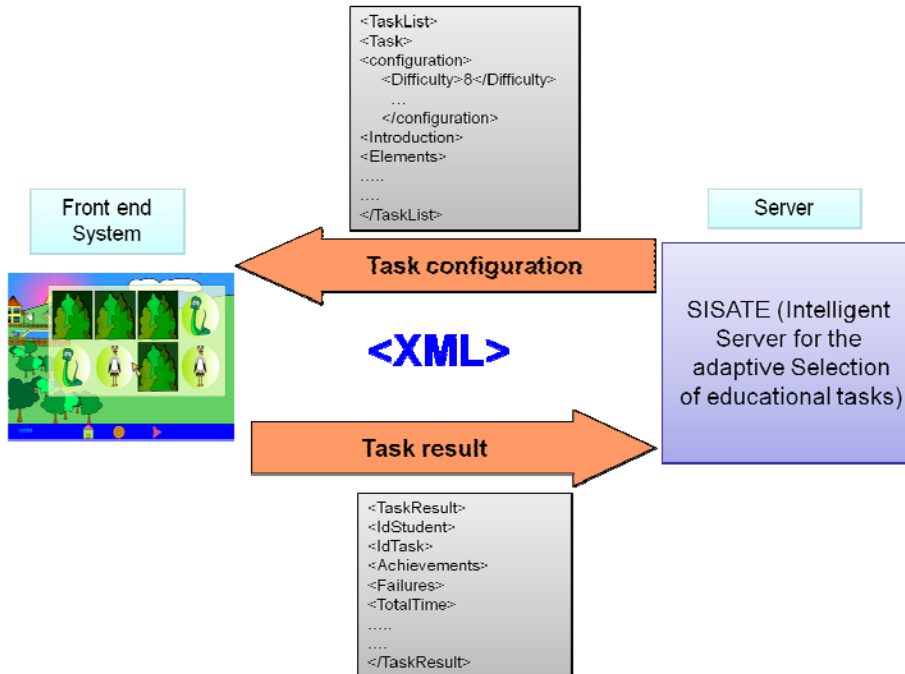 <TaskList>
<Task>
<configuration>
<Difficulty>8</Difficulty>
...
</configuration>
<Introduction>
<Elements>
.....
....
</TaskList>
Front end
System
Server
Task configuration
SISATE (Intelligent
Server for the
adaptive Selection
of educational tasks)
<XML>
Task result
<TaskResult>
<IdStudent>
<IdTask>
<Achievements>
<Failures>
<TotalTime>
.....
....
</TaskResult>